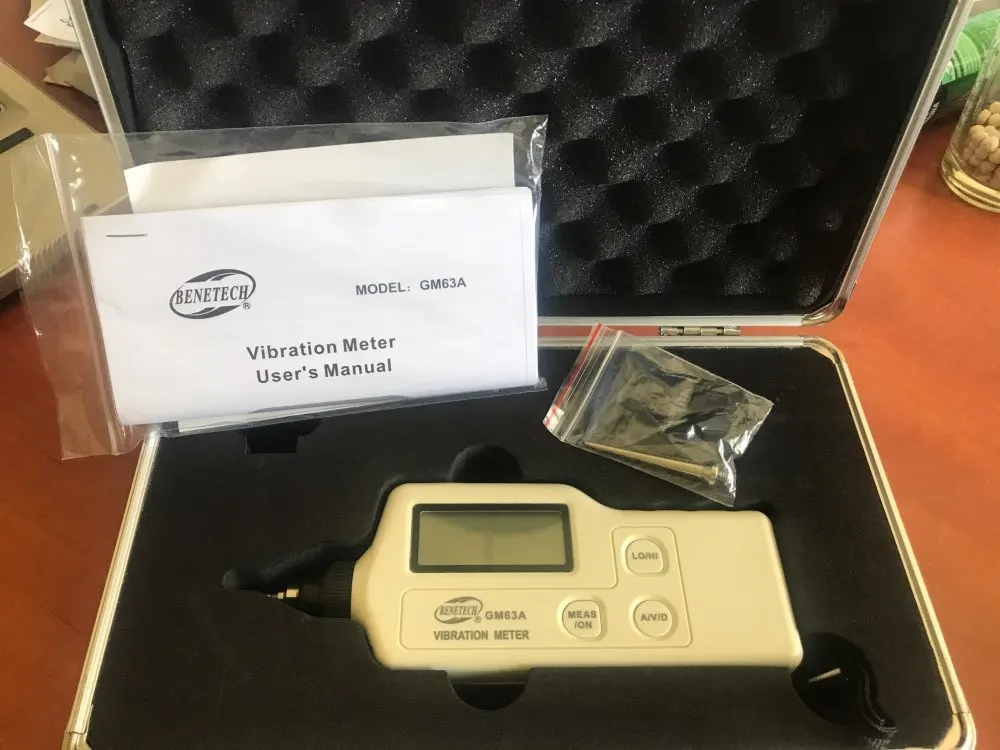 BENETECH®
MODEL: GM63A
Vibration Meter
User's Manual
LO/HI
BENETECH® GM63A
VIBRATION METER
MEAS
/ON
A/V/D